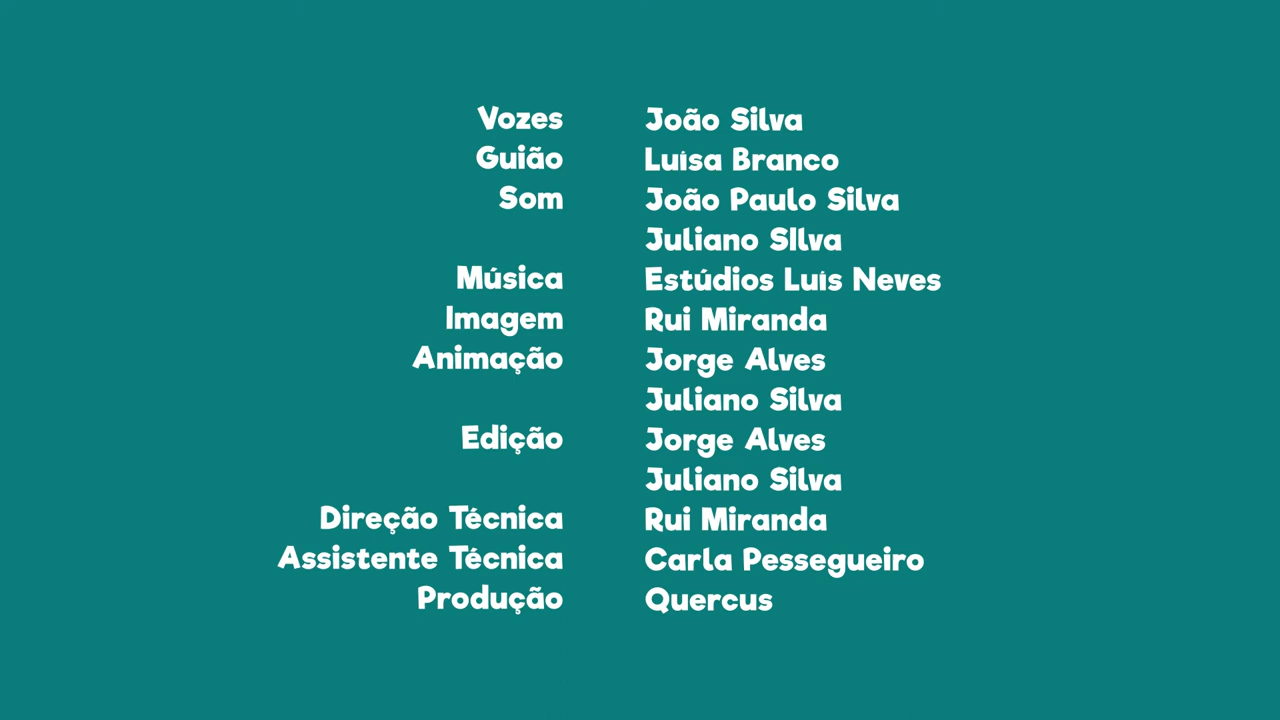 Vozes João Silva
Guião Luísa Branco
Som João Paulo Silva
Juliano SIlva
Música Estúdios Luís Neves
Imagem Rui Miranda
Animação Jorge Alves
Juliano Silva
Edição Jorge Alves
Juliano Silva
Direção Técnica Rui Miranda
Assistente Técnica Carla Pessegueiro
Produção Quercus